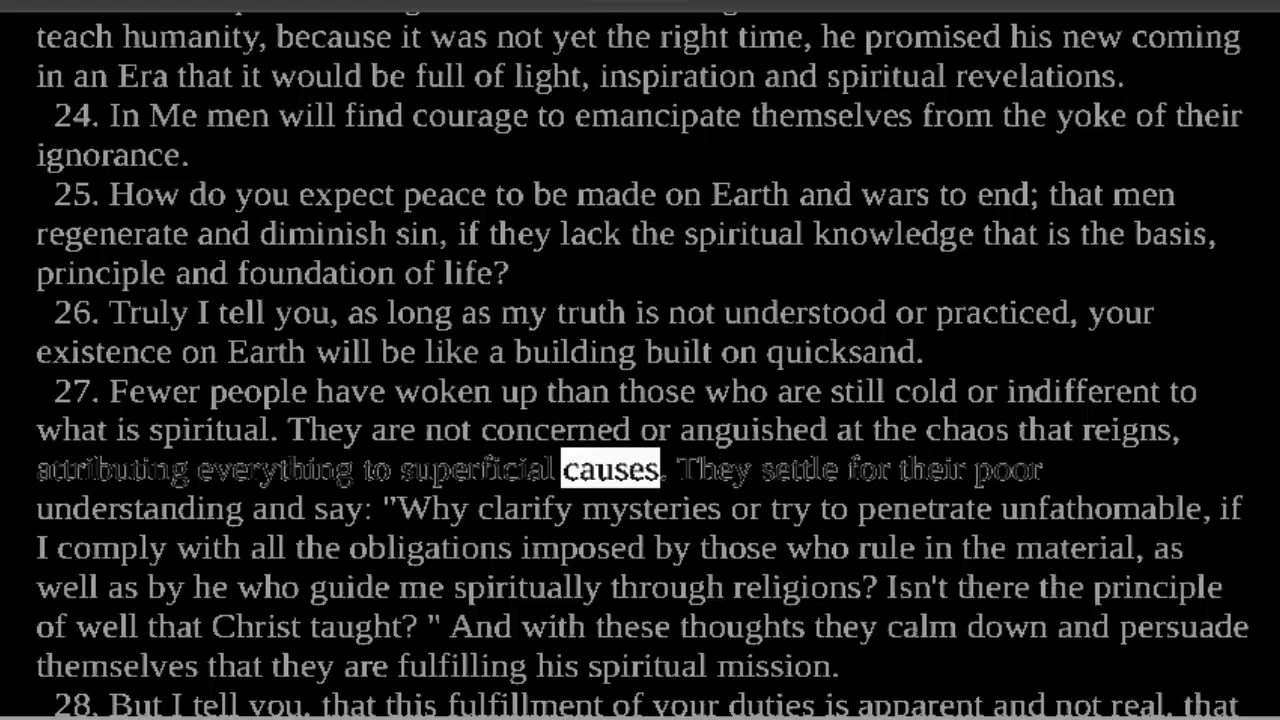 teach humanity, because it was not yet the right time, he promised his new coming
in an Era that it would be full of light, inspiration and spiritual revelations.
24. In Me men will find courage to emancipate themselves from the yoke of their
ignorance.
25. How do you expect peace to be made on Earth and wars to end; that men
regenerate and diminish sin, if they lack the spiritual knowledge that is the basis,
principle and foundation of life?
26. Truly I tell you, as long as my truth is not understood or practiced, your
existence on Earth will be like a building built on quicksand.
27. Fewer people have woken up than those who are still cold or indifferent to
what is spiritual. They are not concerned or anguished at the chaos that reigns,
attributing everything to superficial causes. They settle for their poor
understanding and say: "Why clarify mysteries or try to penetrate unfathomable, if
I comply with all the obligations imposed by those who rule in the material, as
well as by he who guide me spiritually through religions? Isn't there the principle
of well that Christ taught? " And with these thoughts they calm down and persuade
themselves that they are fulfilling his spiritual mission.
28. But I tell you, that this fulfillment of your duties is apparent and not real, that